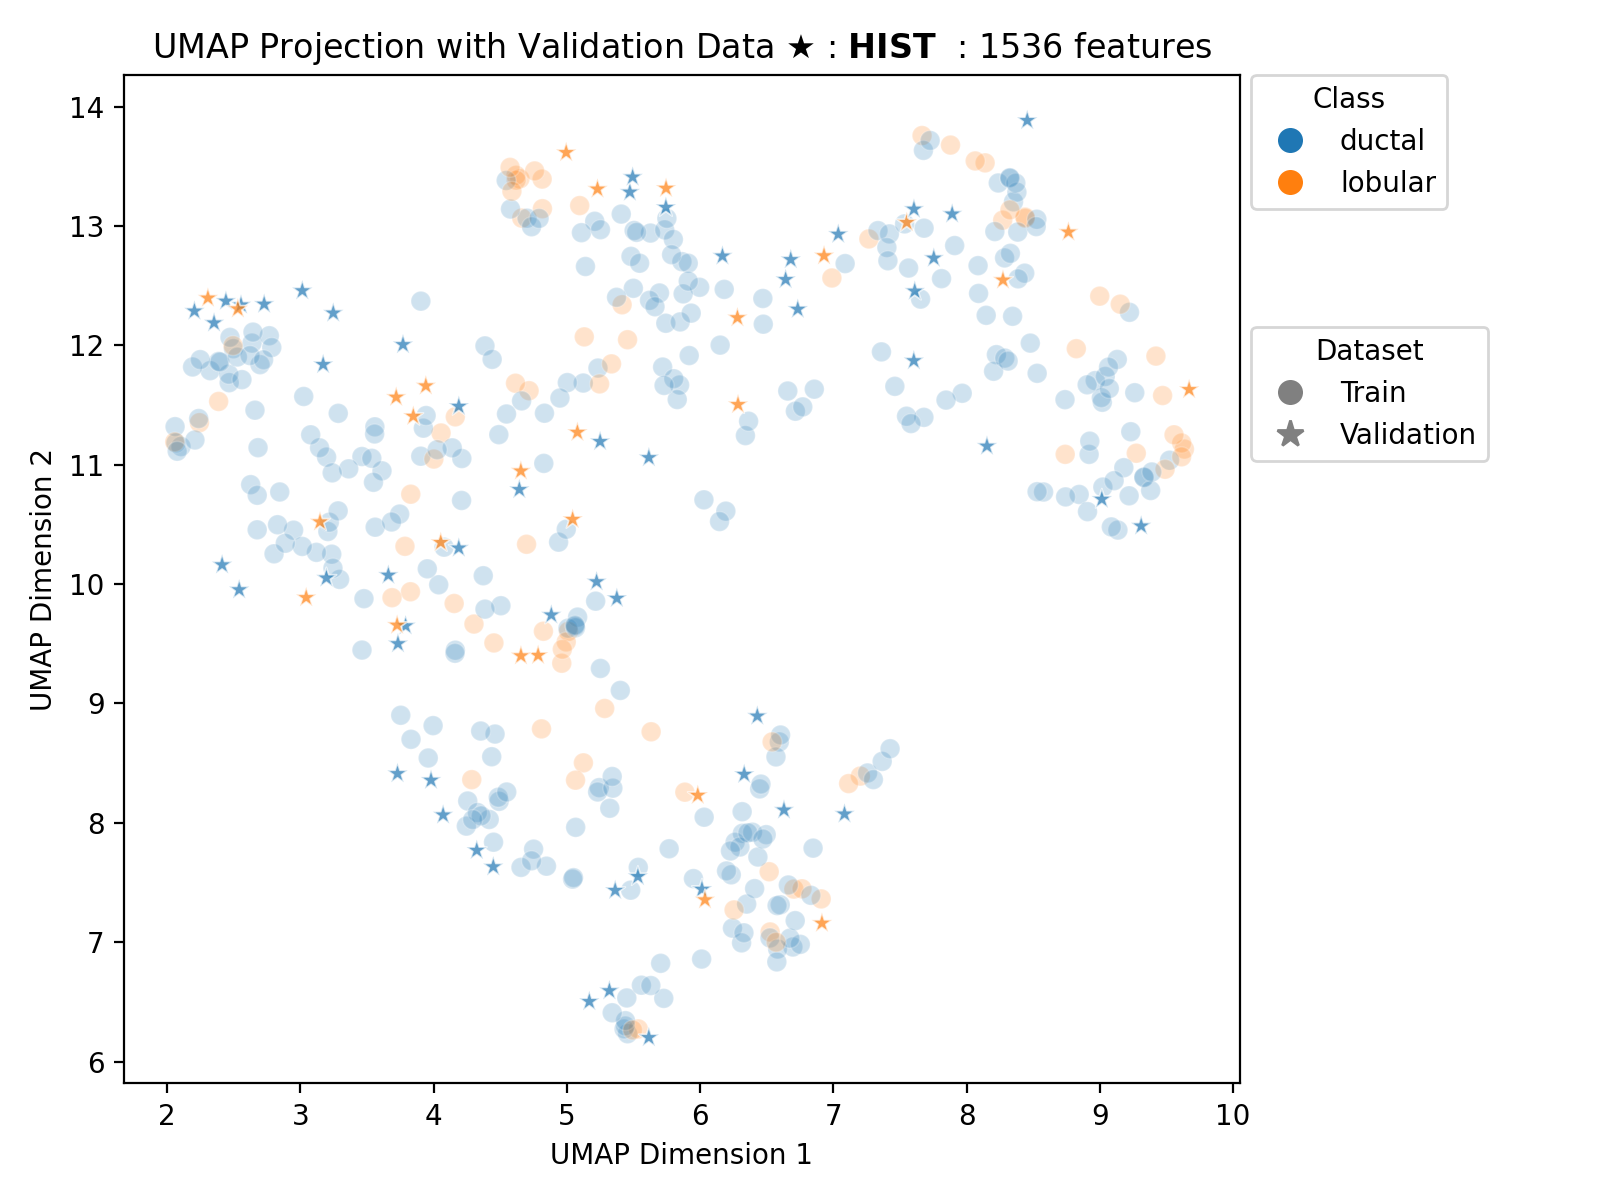 UMAP Projection with Validation Data ★ : HIST : 1536 features
Class
ductal
lobular
Dataset
Train
Validation
UMAP Dimension 2
14
13
12
11
10
9
8
7
6
2 3 4 5 6 7 8 9 10
UMAP Dimension 1